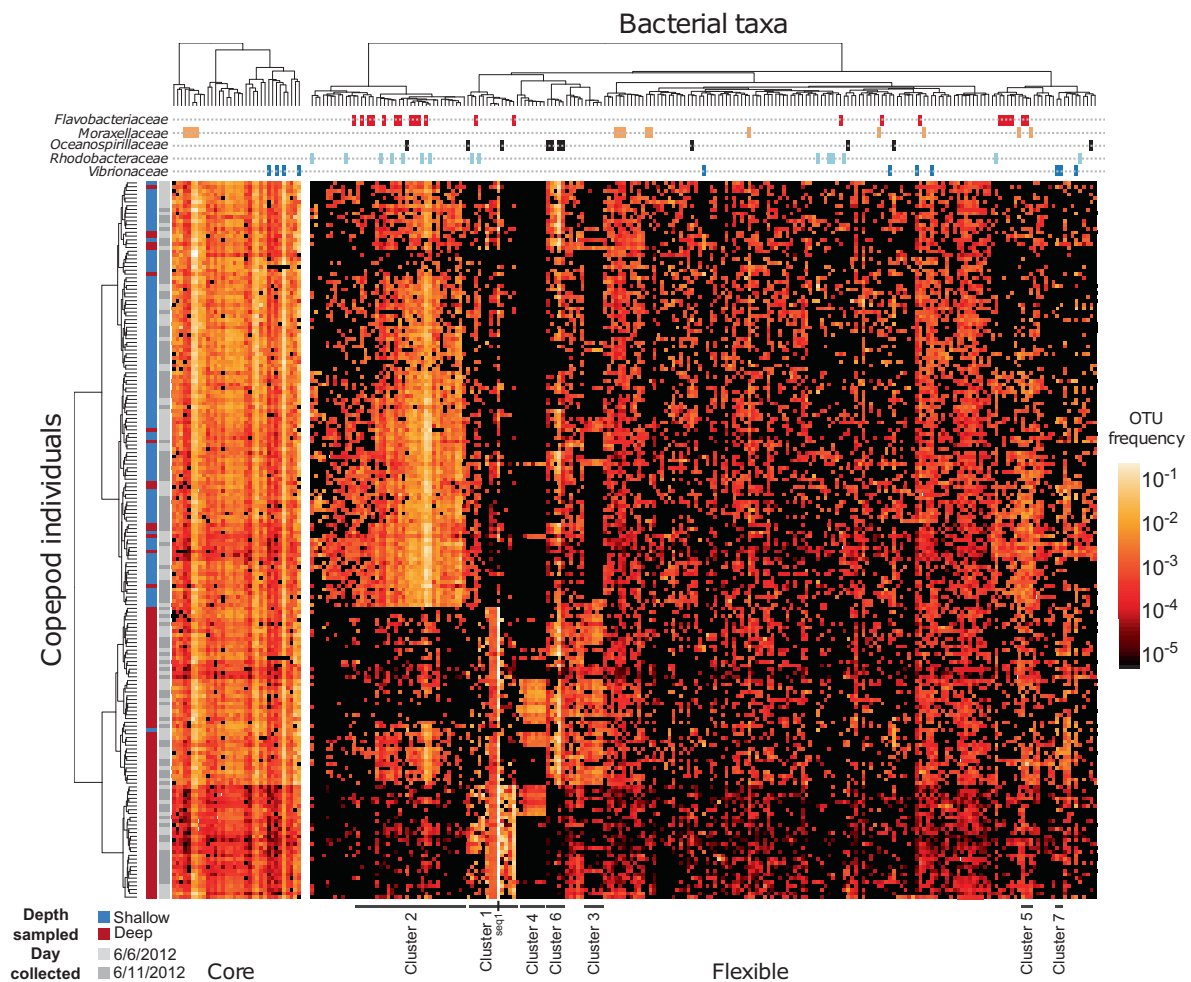 Bacterial taxa
Flavobacteriaceae
Moraxellaceae
Oceanospirillaceae
Rhodobacteraceae
Vibrionaceae
Copepod individuals
OTU
frequency
10-1
10-2
10-3
10-4
10-5
Cluster 2
Cluster 1
seq1
Cluster 4
Cluster 6
Cluster 3
Cluster 5
Cluster 7
Depth
sampled
Shallow
Deep
Day
collected
6/6/2012
6/11/2012
Core
Flexible